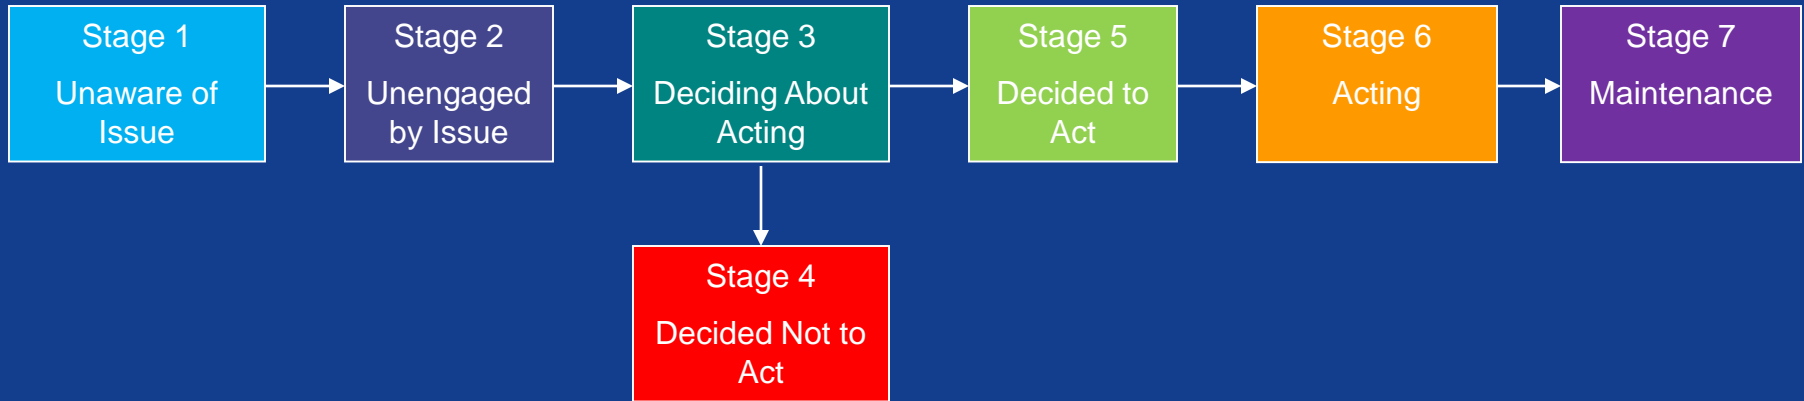 Stage 1
Unaware of
Issue
Stage 2
Unengaged
by Issue
Stage 3
Deciding About
Acting
Stage 5
Decided to
Act
Stage 6
Acting
Stage 7
Maintenance
Stage 4
Decided Not to
Act